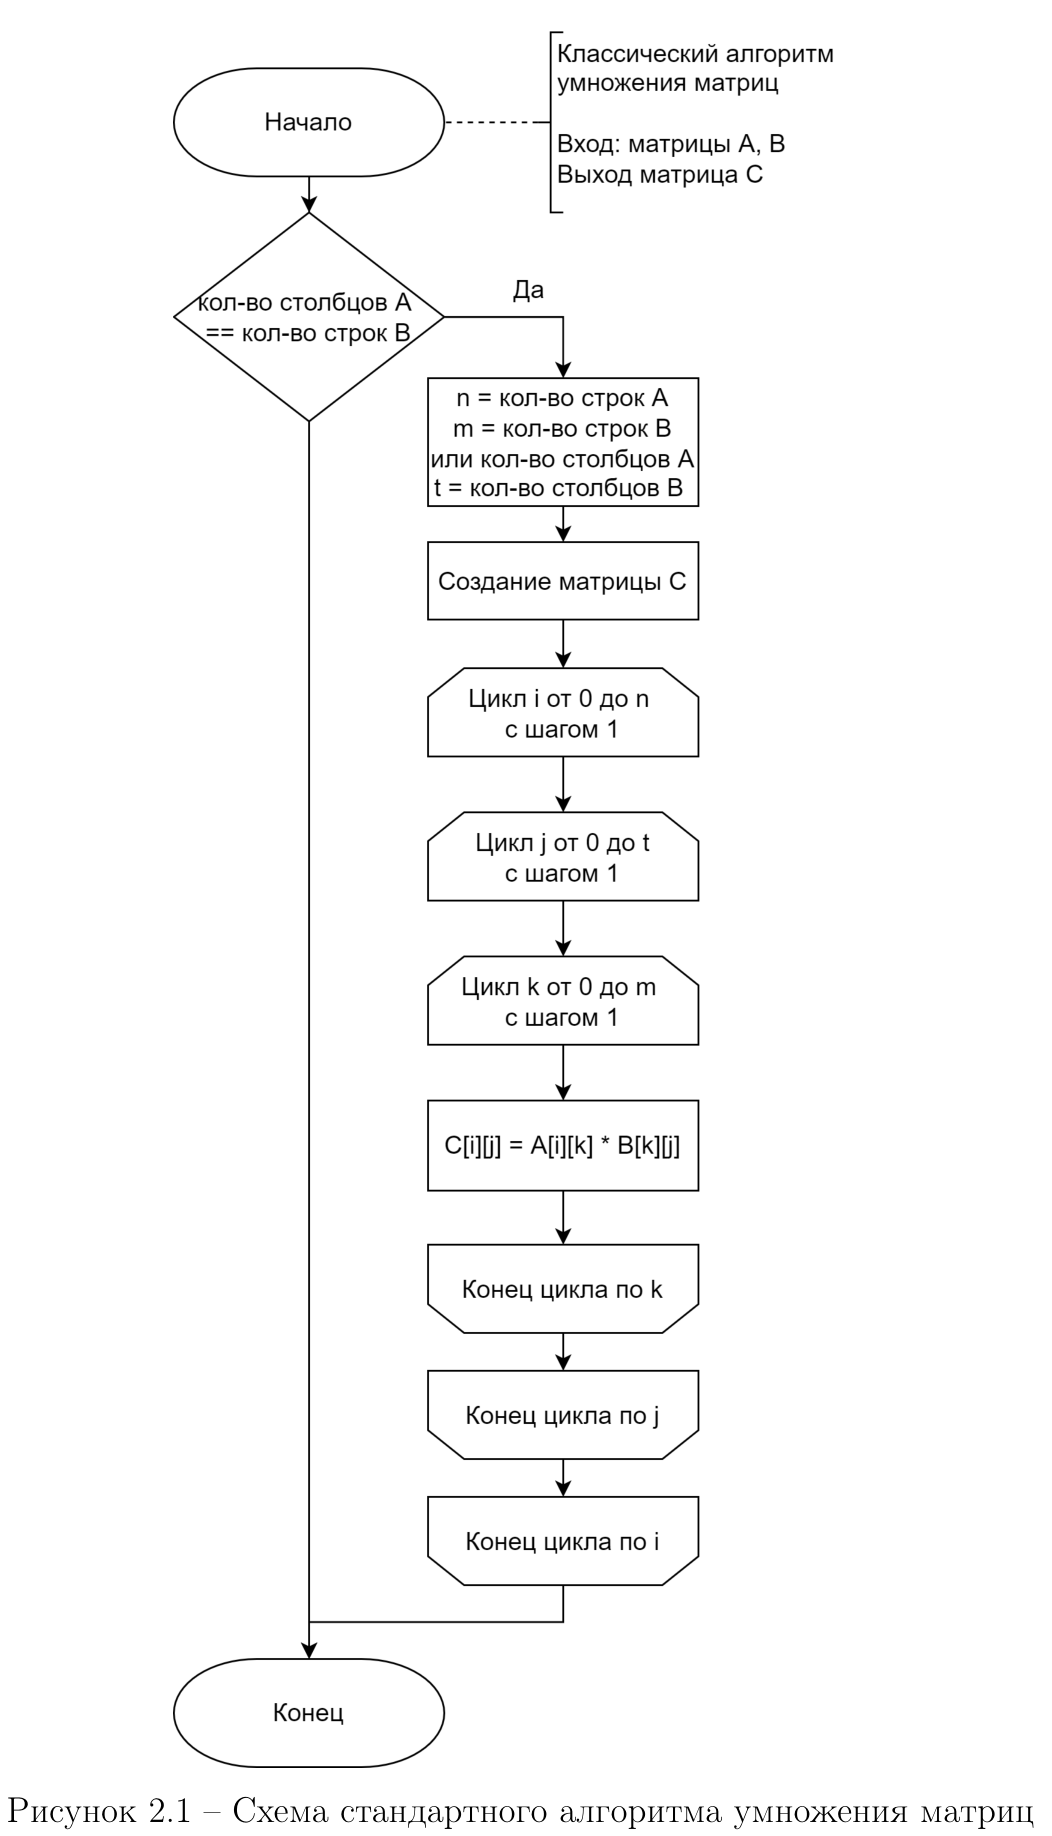 Начало
Классический алгоритм
умножения матриц
Вход: матрицы A, B
Выход матрица C
кол-во столбцов A
== кол-во строк B
Да
n = кол-во строк A
m = кол-во строк B
или кол-во столбцов A
t = кол-во столбцов B
Создание матрицы C
Цикл i от 0 до n
с шагом 1
Цикл j от 0 до t
с шагом 1
Цикл k от 0 до m
с шагом 1
C[i][j] = A[i][k] * B[k][j]
Конец цикла по k
Конец цикла по j
Конец цикла по i
Конец
Рисунок 2.1 – Схема стандартного алгоритма умножения матриц